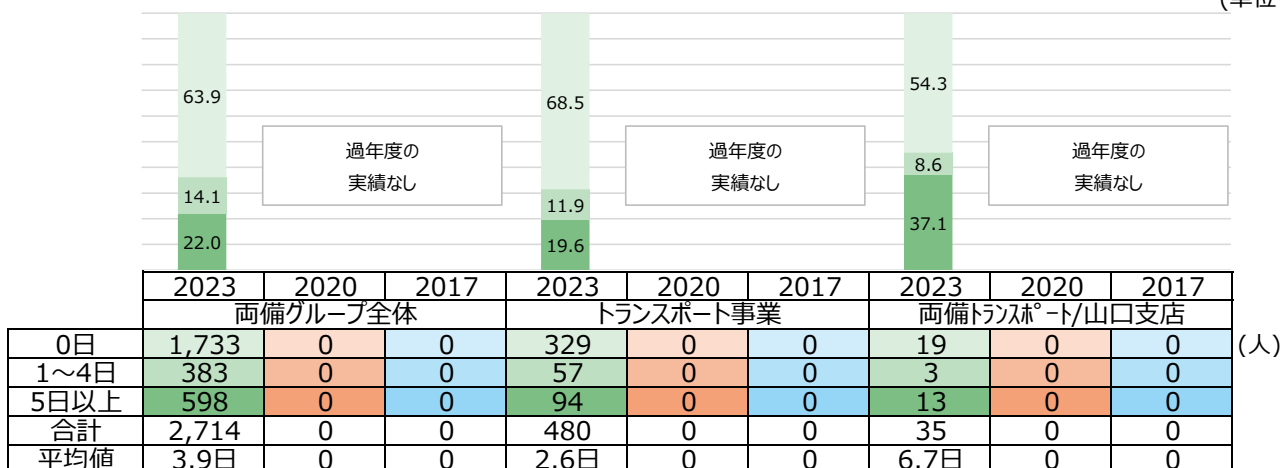 (単位
63.9 68.5 54.3
過年度の 過年度の 過年度の
実績なし 実績なし 実績なし
14.1 11.9 8.6
22.0 19.6 37.1
2023 2020 2017 2023 2020 2017 2023 2020 2017
両備グループ全体 トランスポート事業 両備ﾄﾗﾝｽﾎﾟｰﾄ/山口支店
0日 1,733 0 0 329 0 0 19 0 0 (人)
1～4日 383 0 0 57 0 0 3 0 0
5日以上 598 0 0 94 0 0 13 0 0
合計 2,714 0 0 480 0 0 35 0 0
平均値 3.9日 0 0 2.6日 0 0 6.7日 0 0